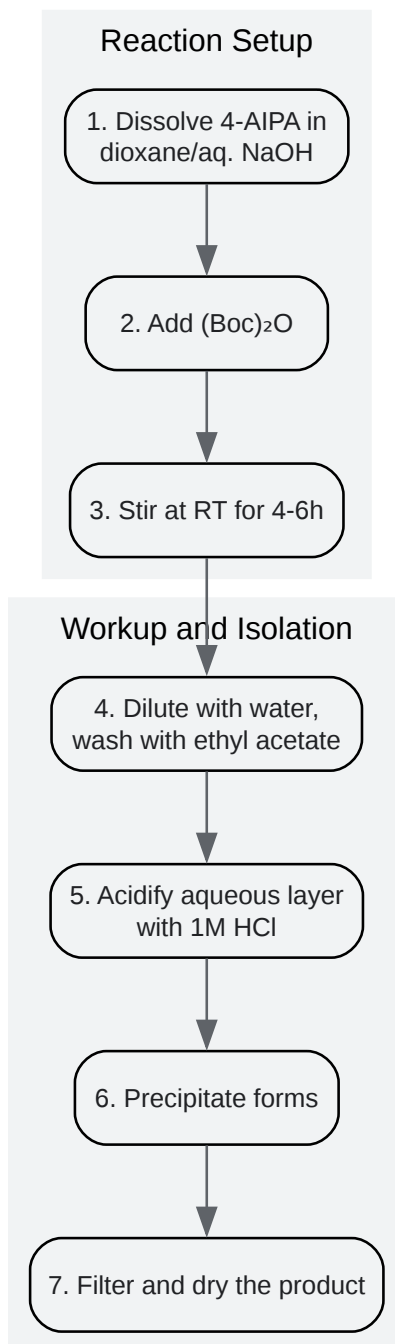 Reaction Setup
1. Dissolve 4-AIPA in
dioxane/aq. NaOH
2. Add (Boc)₂O
3. Stir at RT for 4-6h
Workup and Isolation
4. Dilute with water,
wash with ethyl acetate
5. Acidify aqueous layer
with 1M HCl
6. Precipitate forms
7. Filter and dry the product